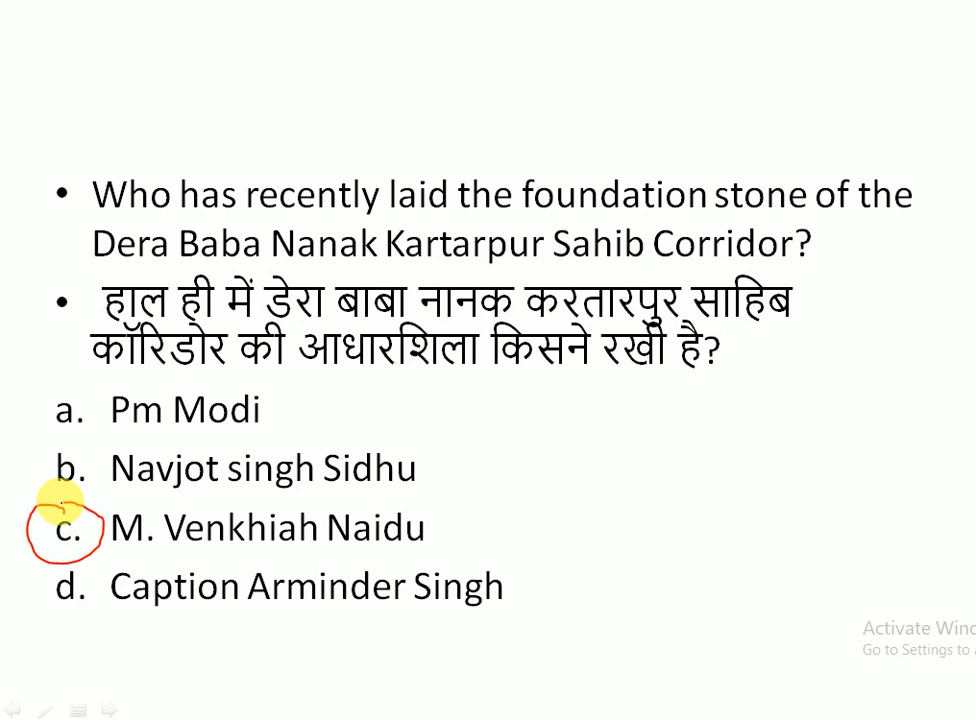 • Who has recently laid the foundation stone of the
Dera Baba Nanak Kartarpur Sahib Corridor?
• हाल ही में डेरा बाबा नानक करतारपुर साहिब
कॉरिडोर की आधारशिला किसने रखी है?
a. Pm Modi
b. Navjot singh Sidhu
c. M. Venkhiah Naidu
d. Caption Arminder Singh
Activate Winc
Go to Settings to a